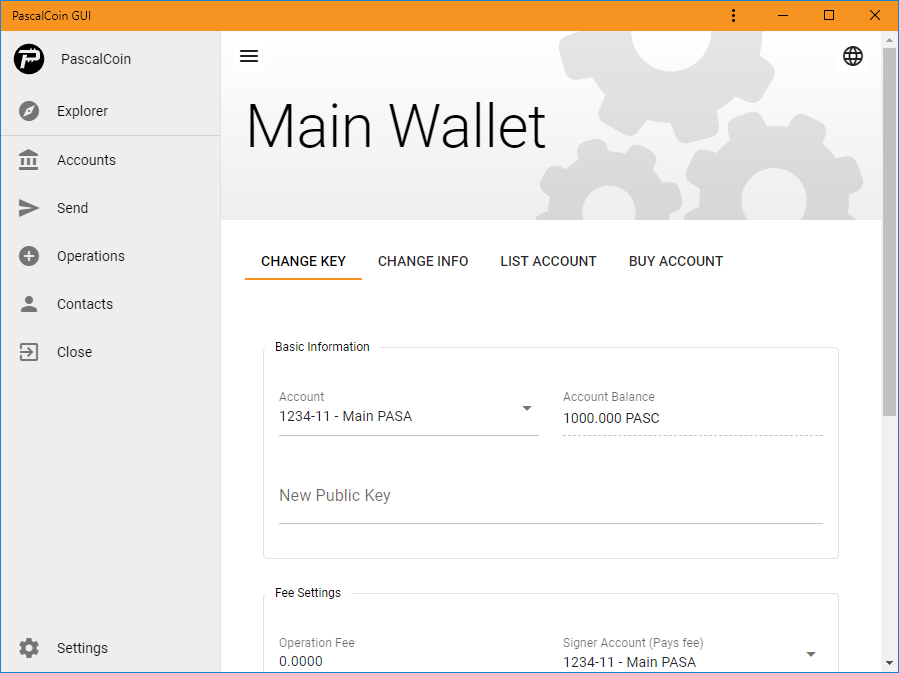 PascalCoin GUI
PascalCoin
Explorer
Accounts
Send
Operations
Contacts
Close
Settings
Main Wallet
CHANGE KEY CHANGE INFO LIST ACCOUNT BUY ACCOUNT
Basic Information
Account
1234-11 - Main PASA
Account Balance
1000.000 PASC
New Public Key
Fee Settings
Operation Fee
0.0000
Signer Account (Pays fee)
1234-11 - Main PASA